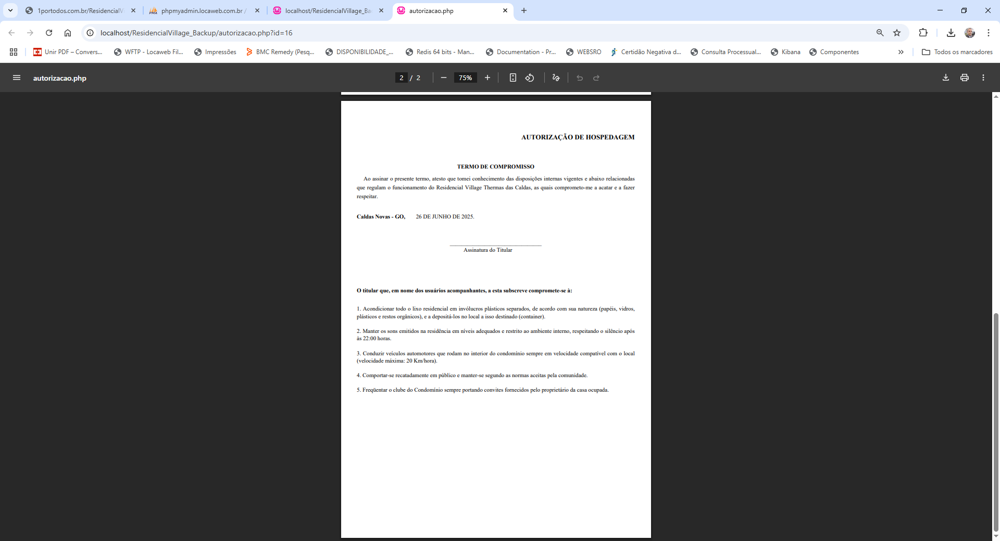 1portodos.com.br/ResidencialV
phpmyadmin.locaweb.com.br /
localhost/ResidencialVillage_Ba
autorizacao.php
localhost/ResidencialVillage_Backup/autorizacao.php?id=16
Unir PDF – Convers...
WFTP - Locaweb Fil...
Impressões
BMC Remedy (Pesq...
DISPONIBILIDADE_...
Redis 64 bits - Man...
Documentation - Pr...
WEBSRO
Certidão Negativa d...
Consulta Processual...
Kibana
Componentes
Todos os marcadores
autorizacao.php
2 / 2
75%
AUTORIZAÇÃO DE HOSPEDAGEM
TERMO DE COMPROMISSO
Ao assinar o presente termo, atesto que tomei conhecimento das disposições internas vigentes e abaixo relacionadas
que regulam o funcionamento do Residencial Village Thermas das Caldas, as quais comprometo-me a acatar e a fazer
respeitar.
Caldas Novas - GO, 26 DE JUNHO DE 2025.
Assinatura do Titular
O titular que, em nome dos usuários acompanhantes, a esta subscreve compromete-se à:
1. Acondicionar todo o lixo residencial em invólucros plásticos separados, de acordo com sua natureza (papéis, vidros,
plásticos e restos orgânicos), e a depositá-los no local a isso destinado (container).
2. Manter os sons emitidos na residência em níveis adequados e restrito ao ambiente interno, respeitando o silêncio após
às 22:00 horas.
3. Conduzir veículos automotores que rodam no interior do condomínio sempre em velocidade compatível com o local
(velocidade máxima: 20 Km/hora).
4. Comportar-se recatadamente em público e manter-se segundo as normas aceitas pela comunidade.
5. Freqüentar o clube do Condomínio sempre portando convites fornecidos pelo proprietário da casa ocupada.